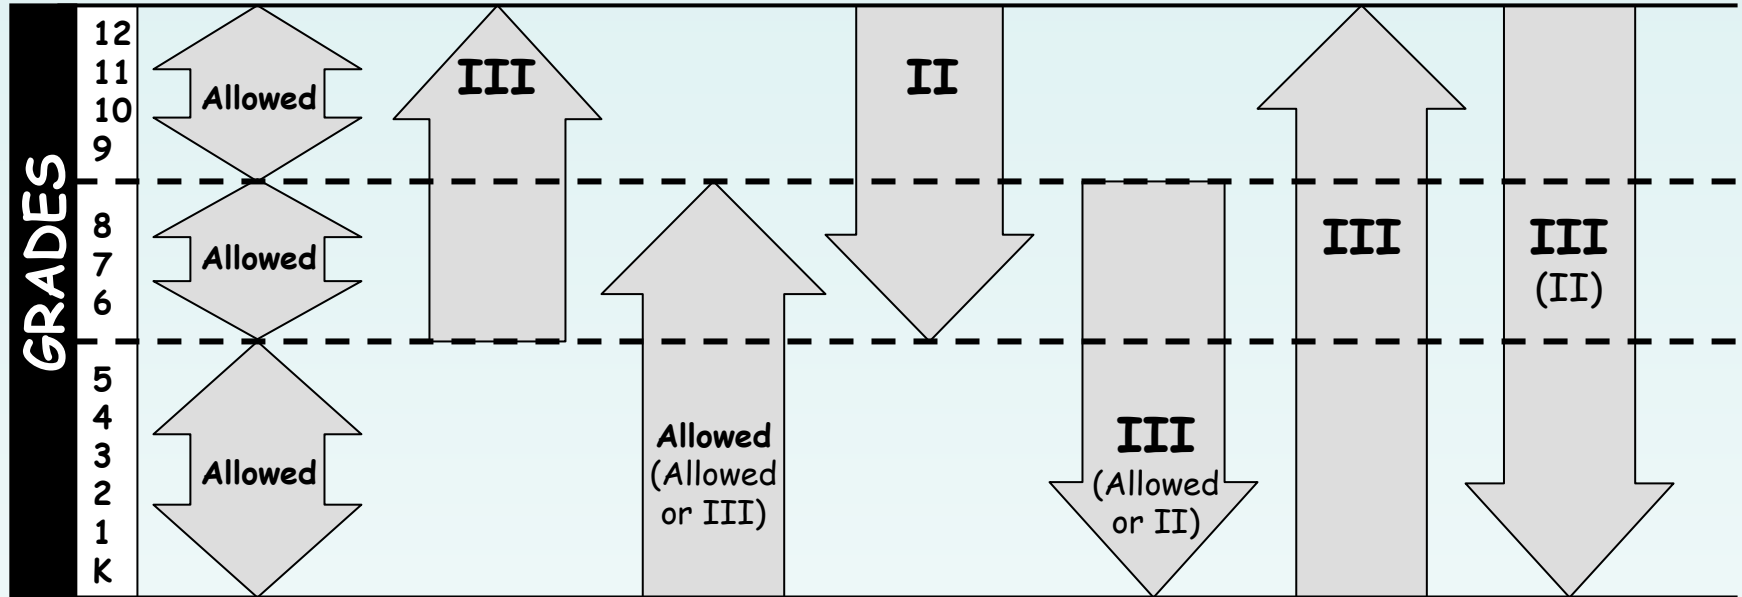 GRADES
12
11
10
9
8
7
6
5
4
3
2
1
K
Allowed
Allowed
Allowed
III
Allowed
(Allowed
or III)
II
III
(Allowed
or II)
III
III
(II)